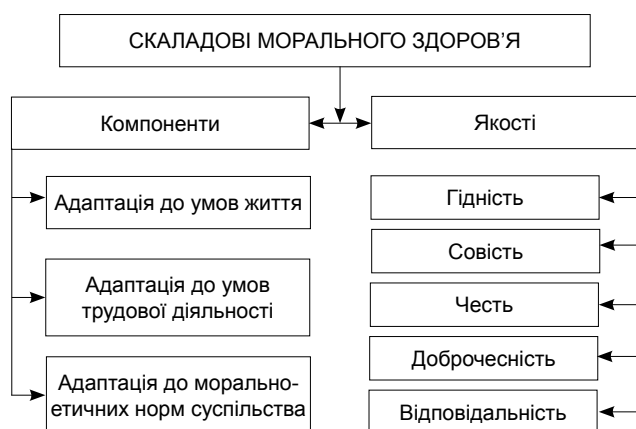 СКАЛАДОВІ МОРАЛЬНОГО ЗДОРОВ’Я
Компоненти
Якості
Адаптація до умов життя
Адаптація до умов
трудової діяльності
Адаптація до морально-
етичних норм суспільства
Гідність
Совість
Честь
Доброчесність
Відповідальність